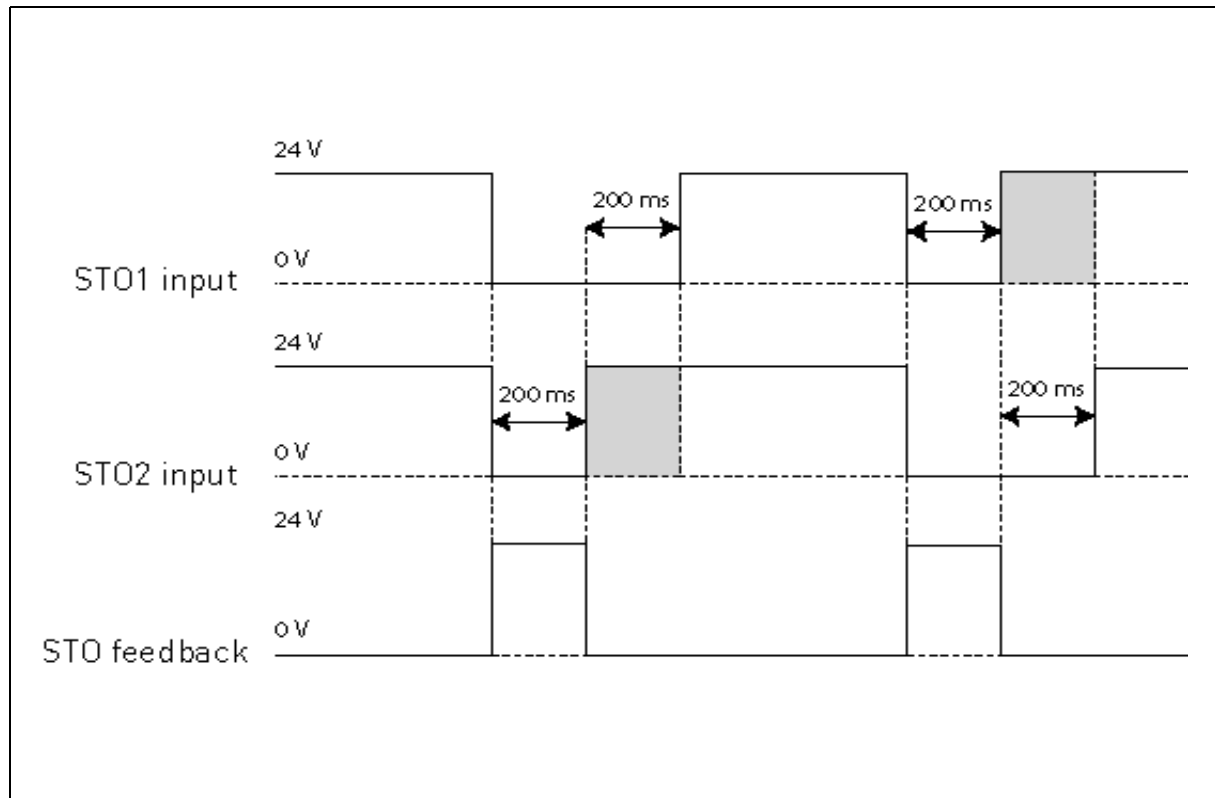 24 V
200 ms
200 ms
0 V
STO1 input
24 V
200 ms
200 ms
0 V
STO2 input
24 V
0 V
STO feedback